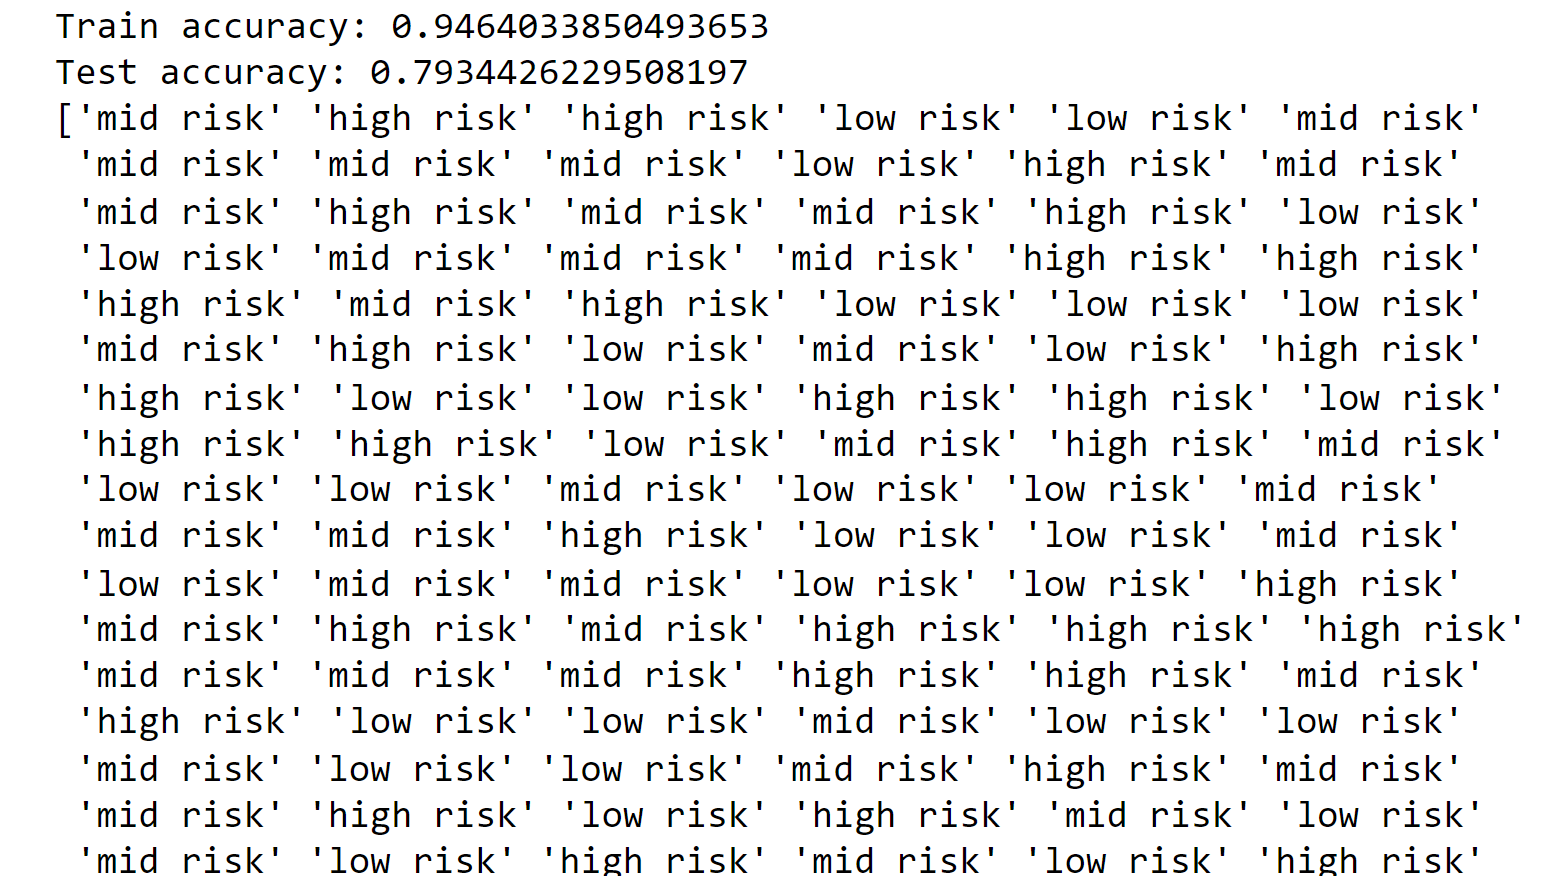 Train accuracy: 0.9464033850493653
Test accuracy: 0.7934426229508197
['mid risk' 'high risk' 'high risk' 'low risk' 'low risk' 'mid risk'
'mid risk' 'mid risk' 'mid risk' 'low risk' 'high risk' 'mid risk'
'mid risk' 'high risk' 'mid risk' 'mid risk' 'high risk' 'low risk'
'low risk' 'mid risk' 'mid risk' 'mid risk' 'high risk' 'high risk'
'high risk' 'mid risk' 'high risk' 'low risk' 'low risk' 'low risk'
'mid risk' 'high risk' 'low risk' 'mid risk' 'low risk' 'high risk'
'high risk' 'low risk' 'low risk' 'high risk' 'high risk' 'low risk'
'high risk' 'high risk' 'low risk' 'mid risk' 'high risk' 'mid risk'
'low risk' 'low risk' 'mid risk' 'low risk' 'low risk' 'mid risk'
'mid risk' 'mid risk' 'high risk' 'low risk' 'low risk' 'mid risk'
'low risk' 'mid risk' 'mid risk' 'low risk' 'low risk' 'high risk'
'mid risk' 'high risk' 'mid risk' 'high risk' 'high risk' 'high risk'
'mid risk' 'mid risk' 'mid risk' 'high risk' 'high risk' 'mid risk'
'high risk' 'low risk' 'low risk' 'mid risk' 'low risk' 'low risk'
'mid risk' 'low risk' 'low risk' 'mid risk' 'high risk' 'mid risk'
'mid risk' 'high risk' 'low risk' 'high risk' 'mid risk' 'low risk'
'mid risk' 'low risk' 'high risk' 'mid risk' 'low risk' 'high risk'